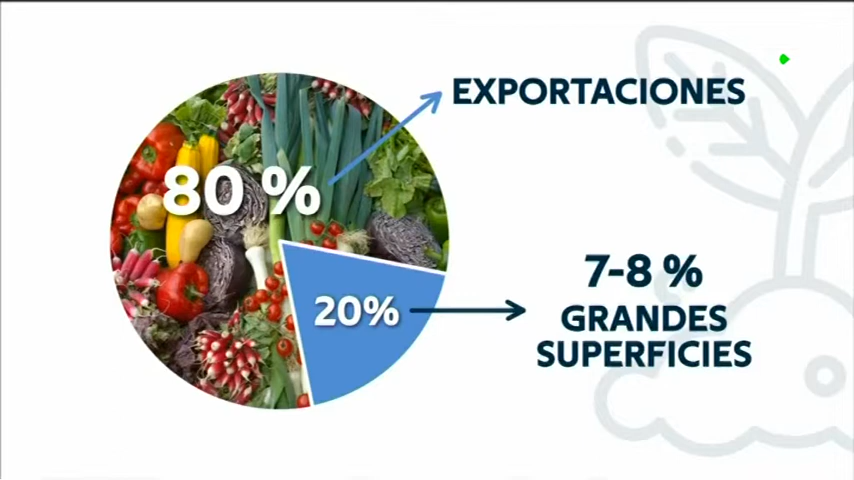 80 %
EXPORTACIONES
20%
7-8 %
GRANDES
SUPERFICIES